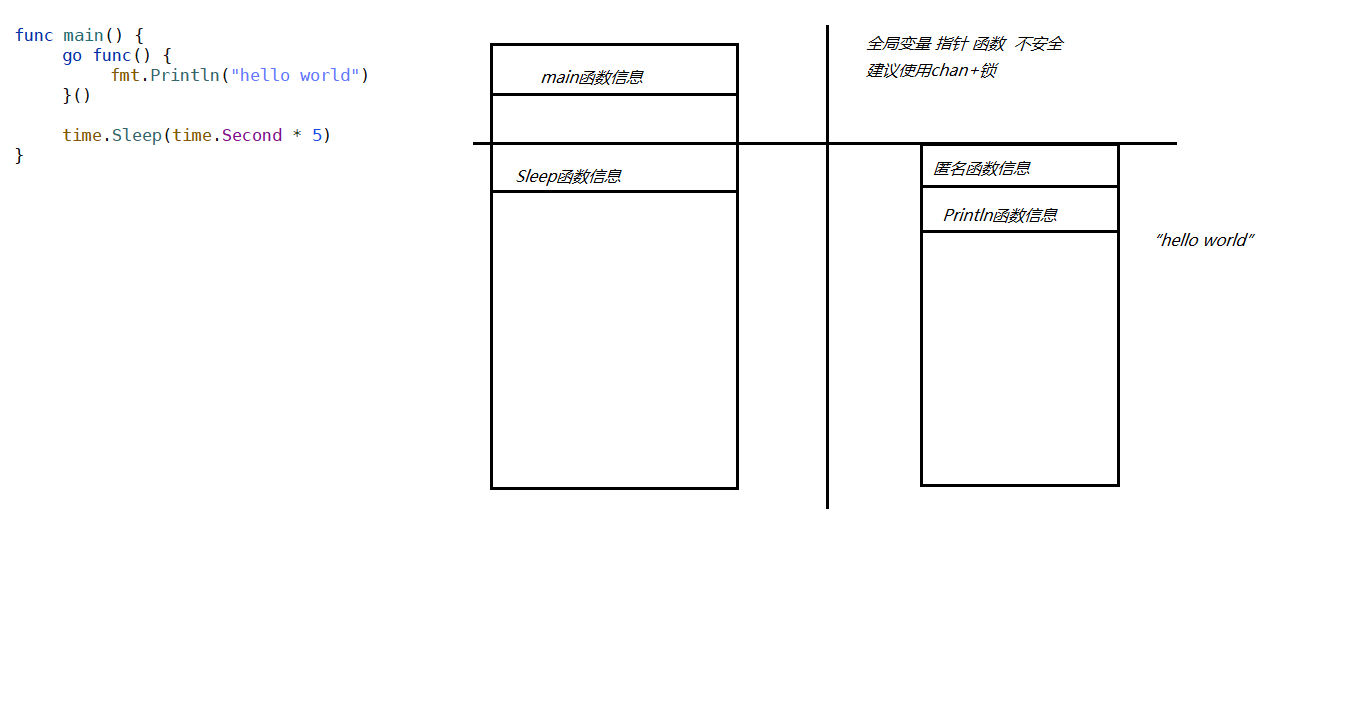 func main() {
go func() {
fmt.Println("hello world")
}()
time.Sleep(time.Second * 5)
}
main函数信息
Sleep函数信息
全局变量 指针 函数 不安全
建议使用chan+锁
匿名函数信息
Println函数信息
“hello world”